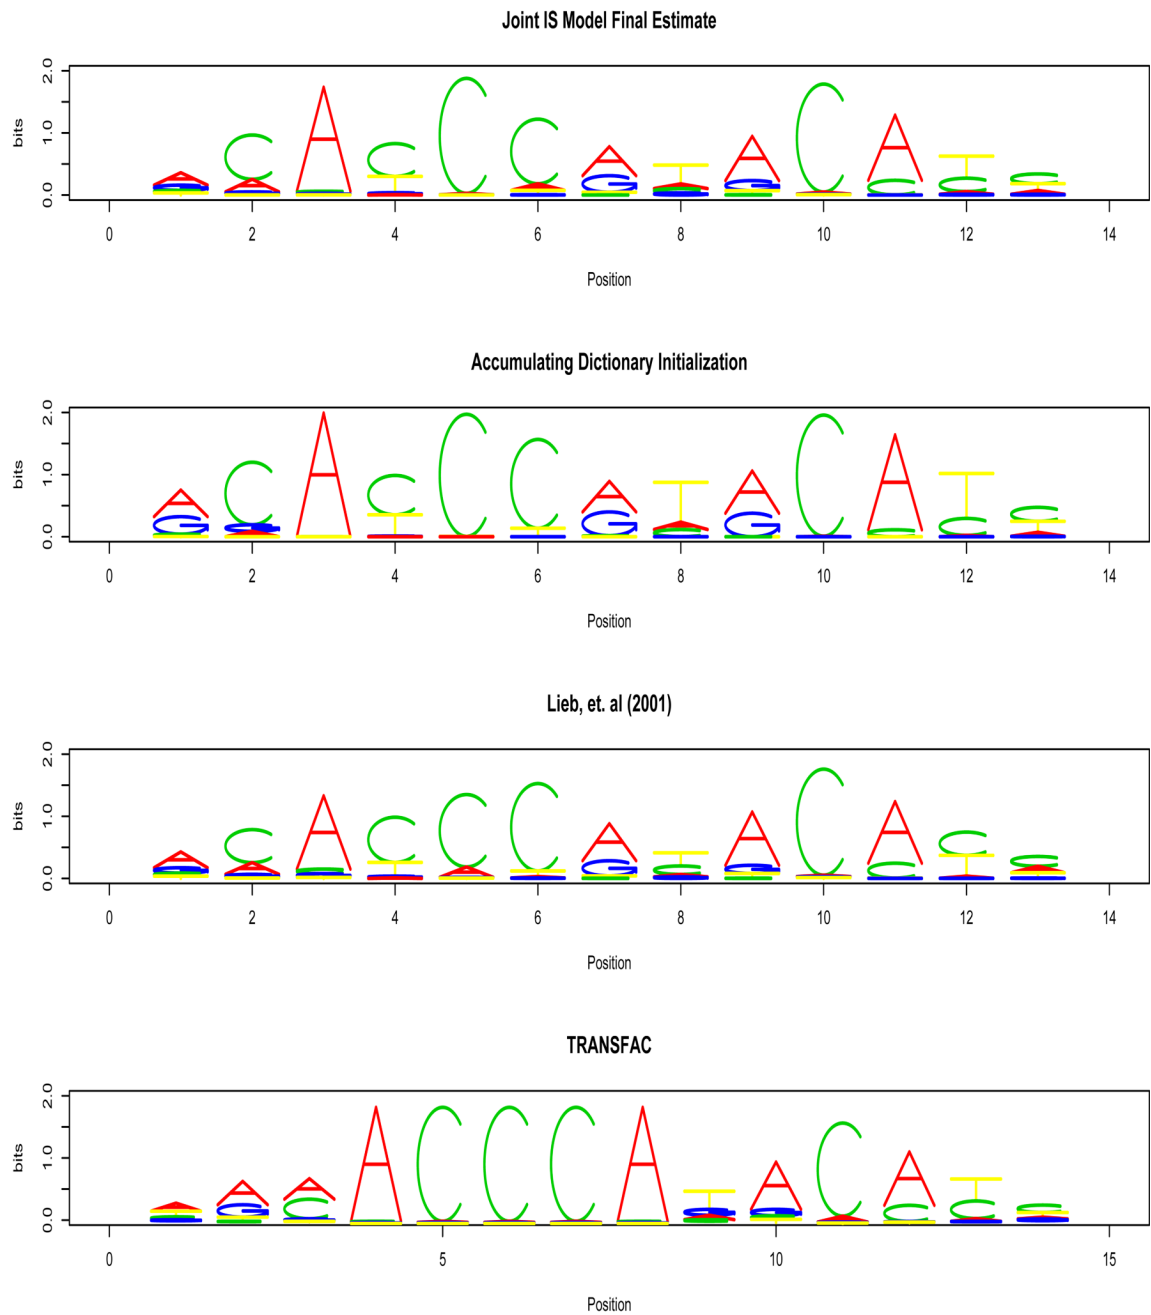 Joint IS Model Final Estimate
bits
0.0 1.0 2.0
A C A C C C A T A C A T C
0 2 4 6 8 10 12 14
Position
Accumulating Dictionary Initialization
bits
0.0 1.0 2.0
A C A C C C A T A C A T C
0 2 4 6 8 10 12 14
Position
Lieb, et. al (2001)
bits
0.0 1.0 2.0
A C A C C C A T A C A C C
0 2 4 6 8 10 12 14
Position
TRANSFAC
bits
0.0 1.0 2.0
A A A A C C C A T A C A T C
0 5 10 15
Position